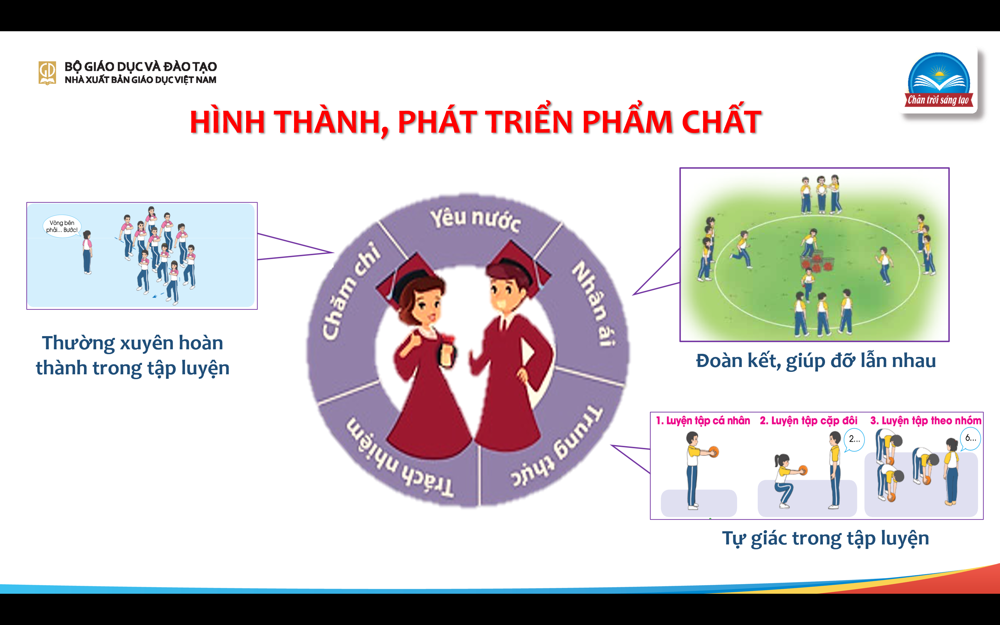 BỘ GIÁO DỤC VÀ ĐÀO TẠO
NHÀ XUẤT BẢN GIÁO DỤC VIỆT NAM
Chân trời sáng tạo
HÌNH THÀNH, PHÁT TRIỂN PHẨM CHẤT
Vòng bên
phải... Bước!
Thường xuyên hoàn
thành trong tập luyện
Yêu nước
Nhân ái
Trung thực
Trách nhiệm
Chăm chỉ
Đoàn kết, giúp đỡ lẫn nhau
1. Luyện tập cá nhân
2. Luyện tập cặp đôi
3. Luyện tập theo nhóm
2...
6...
Tự giác trong tập luyện